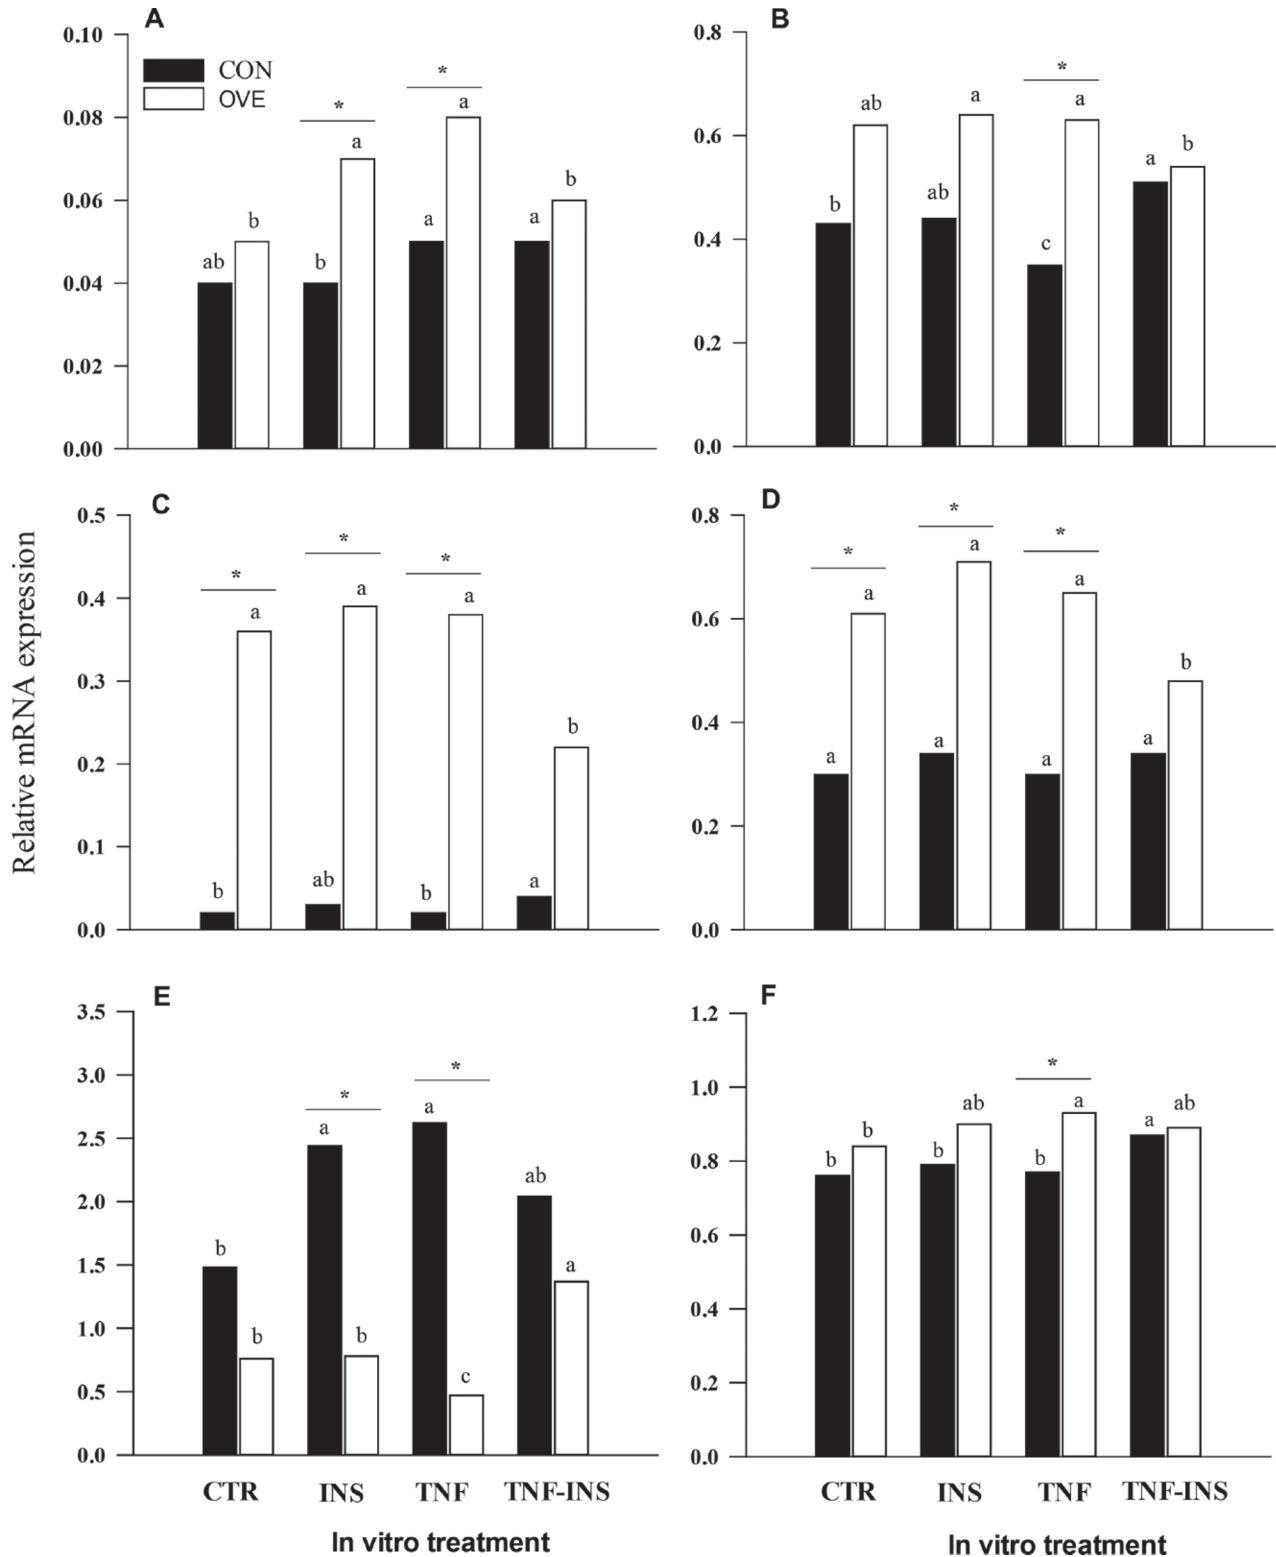 A
0.10
CON
OVE
*
*
a
a
0.08
0.06
b
b
a
a
ab
b
0.04
0.02
0.00
B
0.8
*
ab
a
a
0.6
b
a
b
ab
c
0.4
0.2
0.0
Relative mRNA expression
C
0.5
*
*
*
a
a
a
0.4
0.3
b
0.2
0.1
b
ab
b
a
0.0
D
0.8
*
*
*
a
a
a
0.6
b
a
a
a
a
0.4
0.2
0.0
E
3.5
3.0
*
*
a
a
2.5
ab
2.0
b
1.5
a
b
b
1.0
c
0.5
0.0
CTR INS TNF TNF-INS
In vitro treatment
F
1.2
*
1.0
b
ab
a
a
ab
b
b
b
0.8
0.6
0.4
0.2
0.0
CTR INS TNF TNF-INS
In vitro treatment